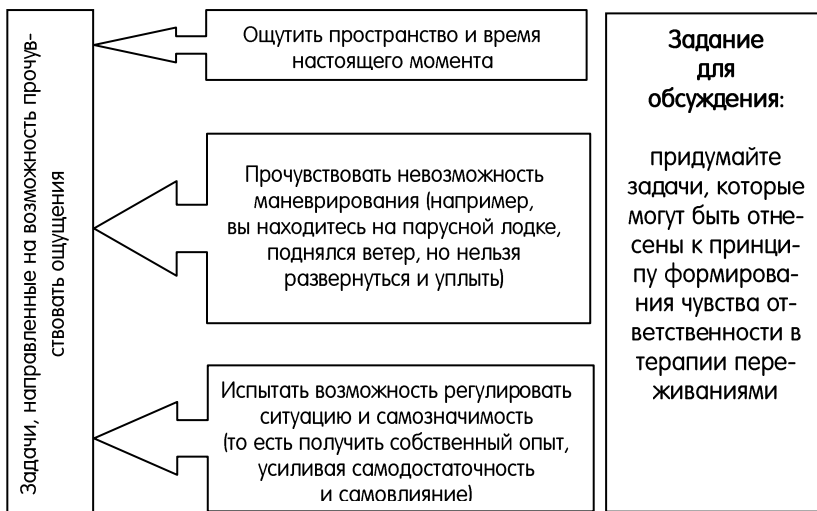 Задачи, направленные на возможность прочув-
ствовать ощущения
Ощутить пространство и время
настоящего момента
Прочувствовать невозможность
маневрирования (например,
вы находитесь на парусной лодке,
поднялся ветер, но нельзя
развернуться и уплыть)
Испытать возможность регулировать
ситуацию и самозначимость
(то есть получить собственный опыт,
усиливая самодостаточность
и самовлияние)
Задание
для
обсуждения:
придумайте
задачи, которые
могут быть отне-
сены к принци-
пу формирова-
ния чувства от-
ветственности в
терапии пере-
живаниями